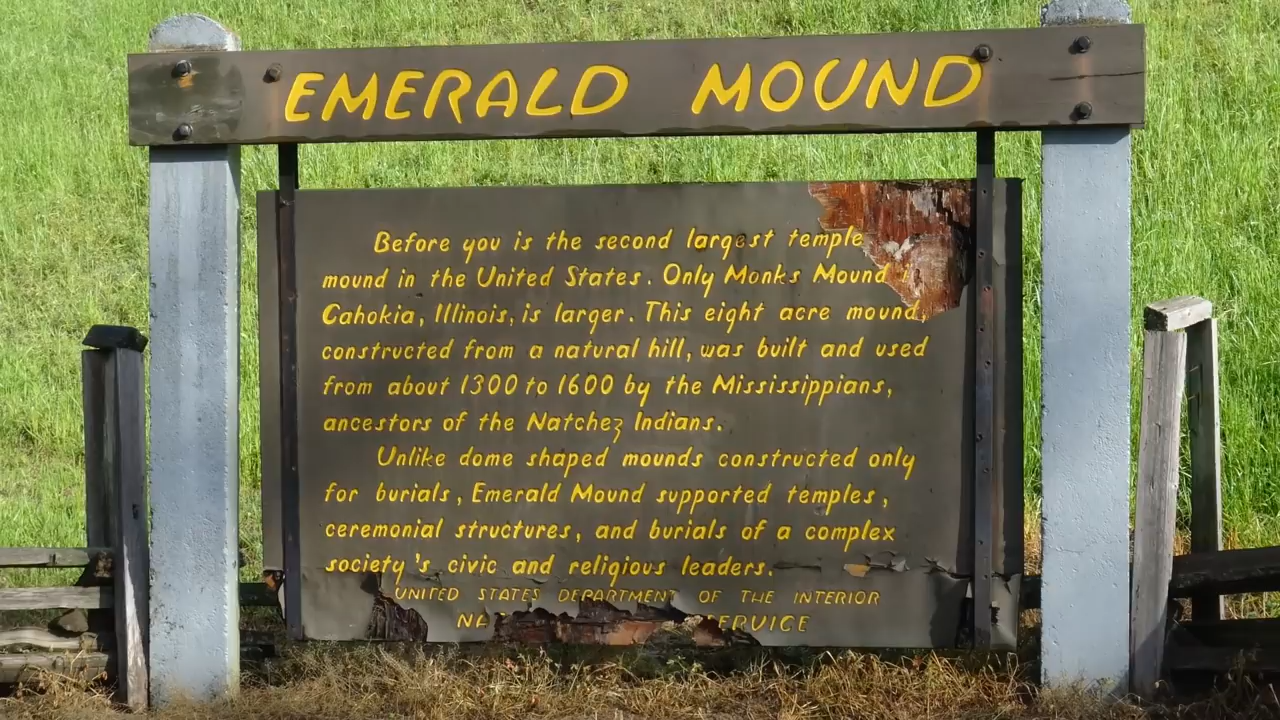 EMERALD MOUND
Before you is the second largest temple
mound in the United States. Only Monks Mound
Cahokia, Illinois, is larger. This eight acre mound,
constructed from a natural hill, was built and used
from about 1300 to 1600 by the Mississippians,
ancestors of the Natchez Indians.
Unlike dome shaped mounds constructed only
for burials, Emerald Mound supported temples,
ceremonial structures, and burials of a complex
society's civic and religious leaders.
UNITED STATES DEPARTMENT OF THE INTERIOR